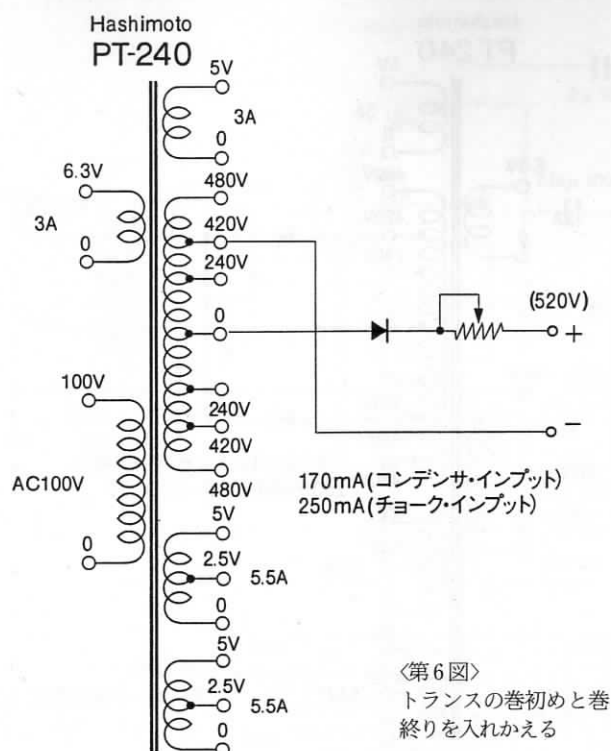 Hashimoto
PT-240
5V
3A
0
6.3V
3A
0
480V
420V
240V
0
240V
420V
480V
100V
AC100V
0
(520V)
+
−
170mA(コンデンサ・インプット)
250mA(チョーク・インプット)
5V
2.5V
5.5A
0
5V
2.5V
5.5A
0
〈第6図〉
トランスの巻初めと巻
終りを入れかえる